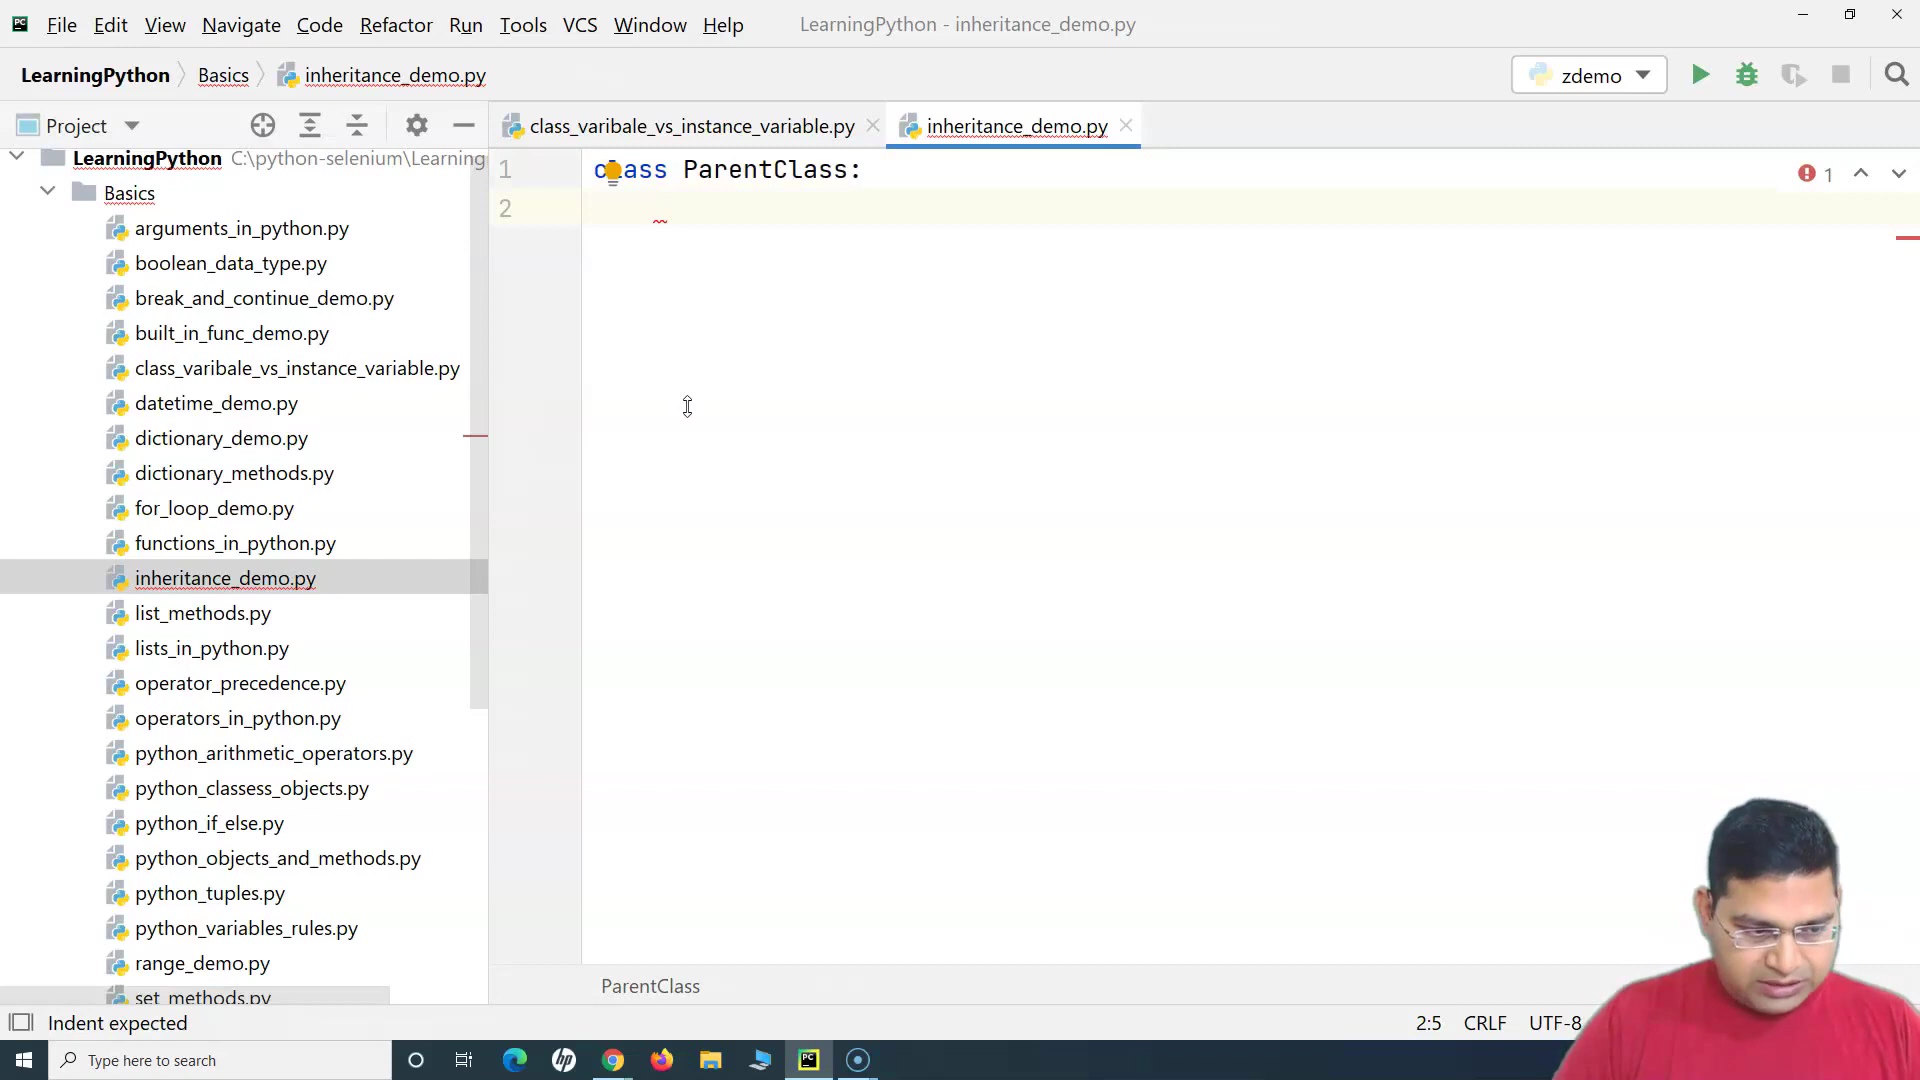 File Edit View Navigate Code Refactor Run Tools VCS Window Help LearningPython - inheritance_demo.py
LearningPython Basics inheritance_demo.py zdemo
Project class_varibale_vs_instance_variable.py inheritance_demo.py
LearningPython C:\python-selenium\Learning
Basics
arguments_in_python.py
boolean_data_type.py
break_and_continue_demo.py
built_in_func_demo.py
class_varibale_vs_instance_variable.py
datetime_demo.py
dictionary_demo.py
dictionary_methods.py
for_loop_demo.py
functions_in_python.py
inheritance_demo.py
list_methods.py
lists_in_python.py
operator_precedence.py
operators_in_python.py
python_arithmetic_operators.py
python_classess_objects.py
python_if_else.py
python_objects_and_methods.py
python_tuples.py
python_variables_rules.py
range_demo.py
set_methods.py
1 class ParentClass:
2
1
ParentClass
Indent expected 2:5 CRLF UTF-8
Type here to search